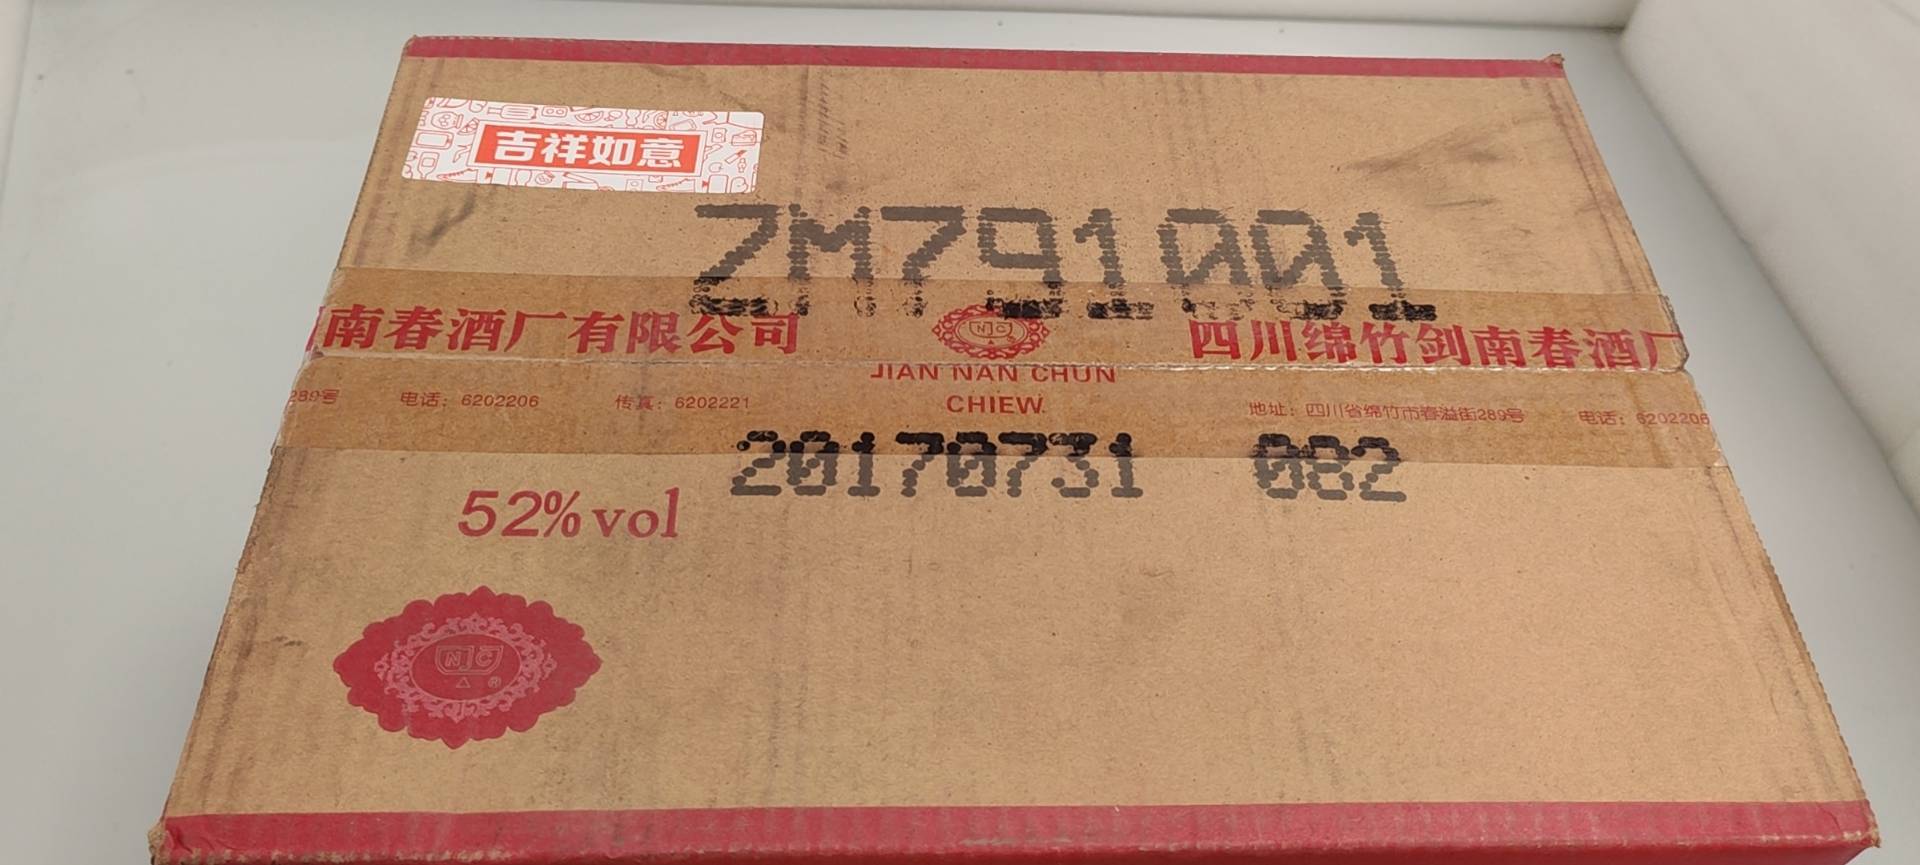 吉祥如意
ZM791001
南春酒厂有限公司
NJC
四川绵竹剑南春酒厂
JIAN NAN CHUN
CHIEW
289号 电话：6202206 传真：6202221
地址：四川省绵竹市春溢街289号 电话：6202206
20170731 082
52%vol
NJC
®